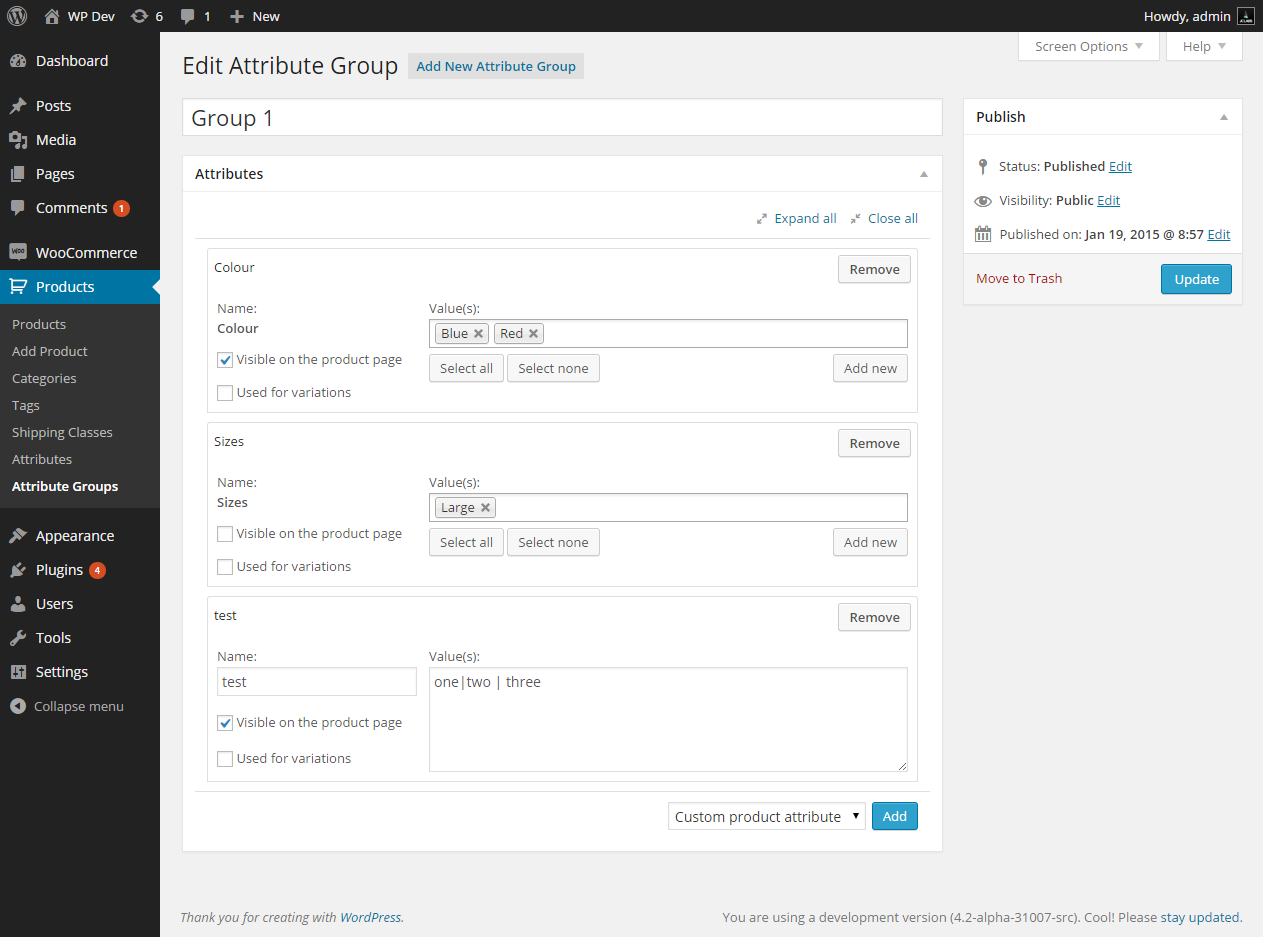 WP Dev 6 1 New Howdy, admin
Screen Options Help
Dashboard
Posts
Media
Pages
Comments 1
WooCommerce
Products
Products
Add Product
Categories
Tags
Shipping Classes
Attributes
Attribute Groups
Appearance
Plugins 4
Users
Tools
Settings
Collapse menu
Edit Attribute Group Add New Attribute Group
Group 1
Attributes
Expand all Close all
Colour Remove
Name: Value(s):
Colour
Blue Red
Visible on the product page
Select all Select none Add new
Used for variations
Sizes Remove
Name: Value(s):
Sizes
Large
Visible on the product page
Select all Select none Add new
Used for variations
test Remove
Name: Value(s):
test one|two | three
Visible on the product page
Used for variations
Custom product attribute Add
Publish
Status: Published Edit
Visibility: Public Edit
Published on: Jan 19, 2015 @ 8:57 Edit
Move to Trash Update
Thank you for creating with WordPress.
You are using a development version (4.2-alpha-31007-src). Cool! Please stay updated.